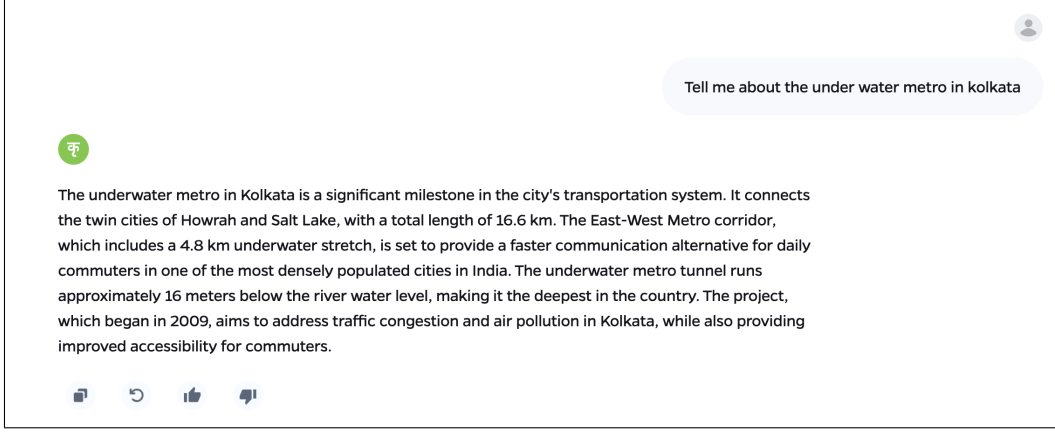 Tell me about the under water metro in kolkata
कृ
The underwater metro in Kolkata is a significant milestone in the city's transportation system. It connects
the twin cities of Howrah and Salt Lake, with a total length of 16.6 km. The East-West Metro corridor,
which includes a 4.8 km underwater stretch, is set to provide a faster communication alternative for daily
commuters in one of the most densely populated cities in India. The underwater metro tunnel runs
approximately 16 meters below the river water level, making it the deepest in the country. The project,
which began in 2009, aims to address traffic congestion and air pollution in Kolkata, while also providing
improved accessibility for commuters.